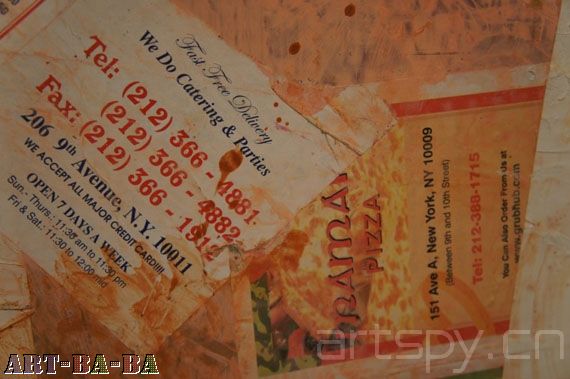 Fast Free Delivery
We Do Catering & Parties
Tel: (212) 366 - 4881
(212) 366 - 4882
Fax: (212) 366 - 1912
206 9th Avenue, N.Y. 10011
WE ACCEPT ALL MAJOR CREDIT CARD!!!!
OPEN 7 DAYS / WEEK
Sun.- Thurs.: 11:30 am to 11:30 pm
Fri & Sat.: 11:30 to 12:00 mid
PIZZA
151 Ave A, New York, NY 10009
(Between 9th and 10th Street)
Tel: 212-388-1715
You Can Also Order From Us at
www.grubhub.com
artspy.cn
ART-BA-BA